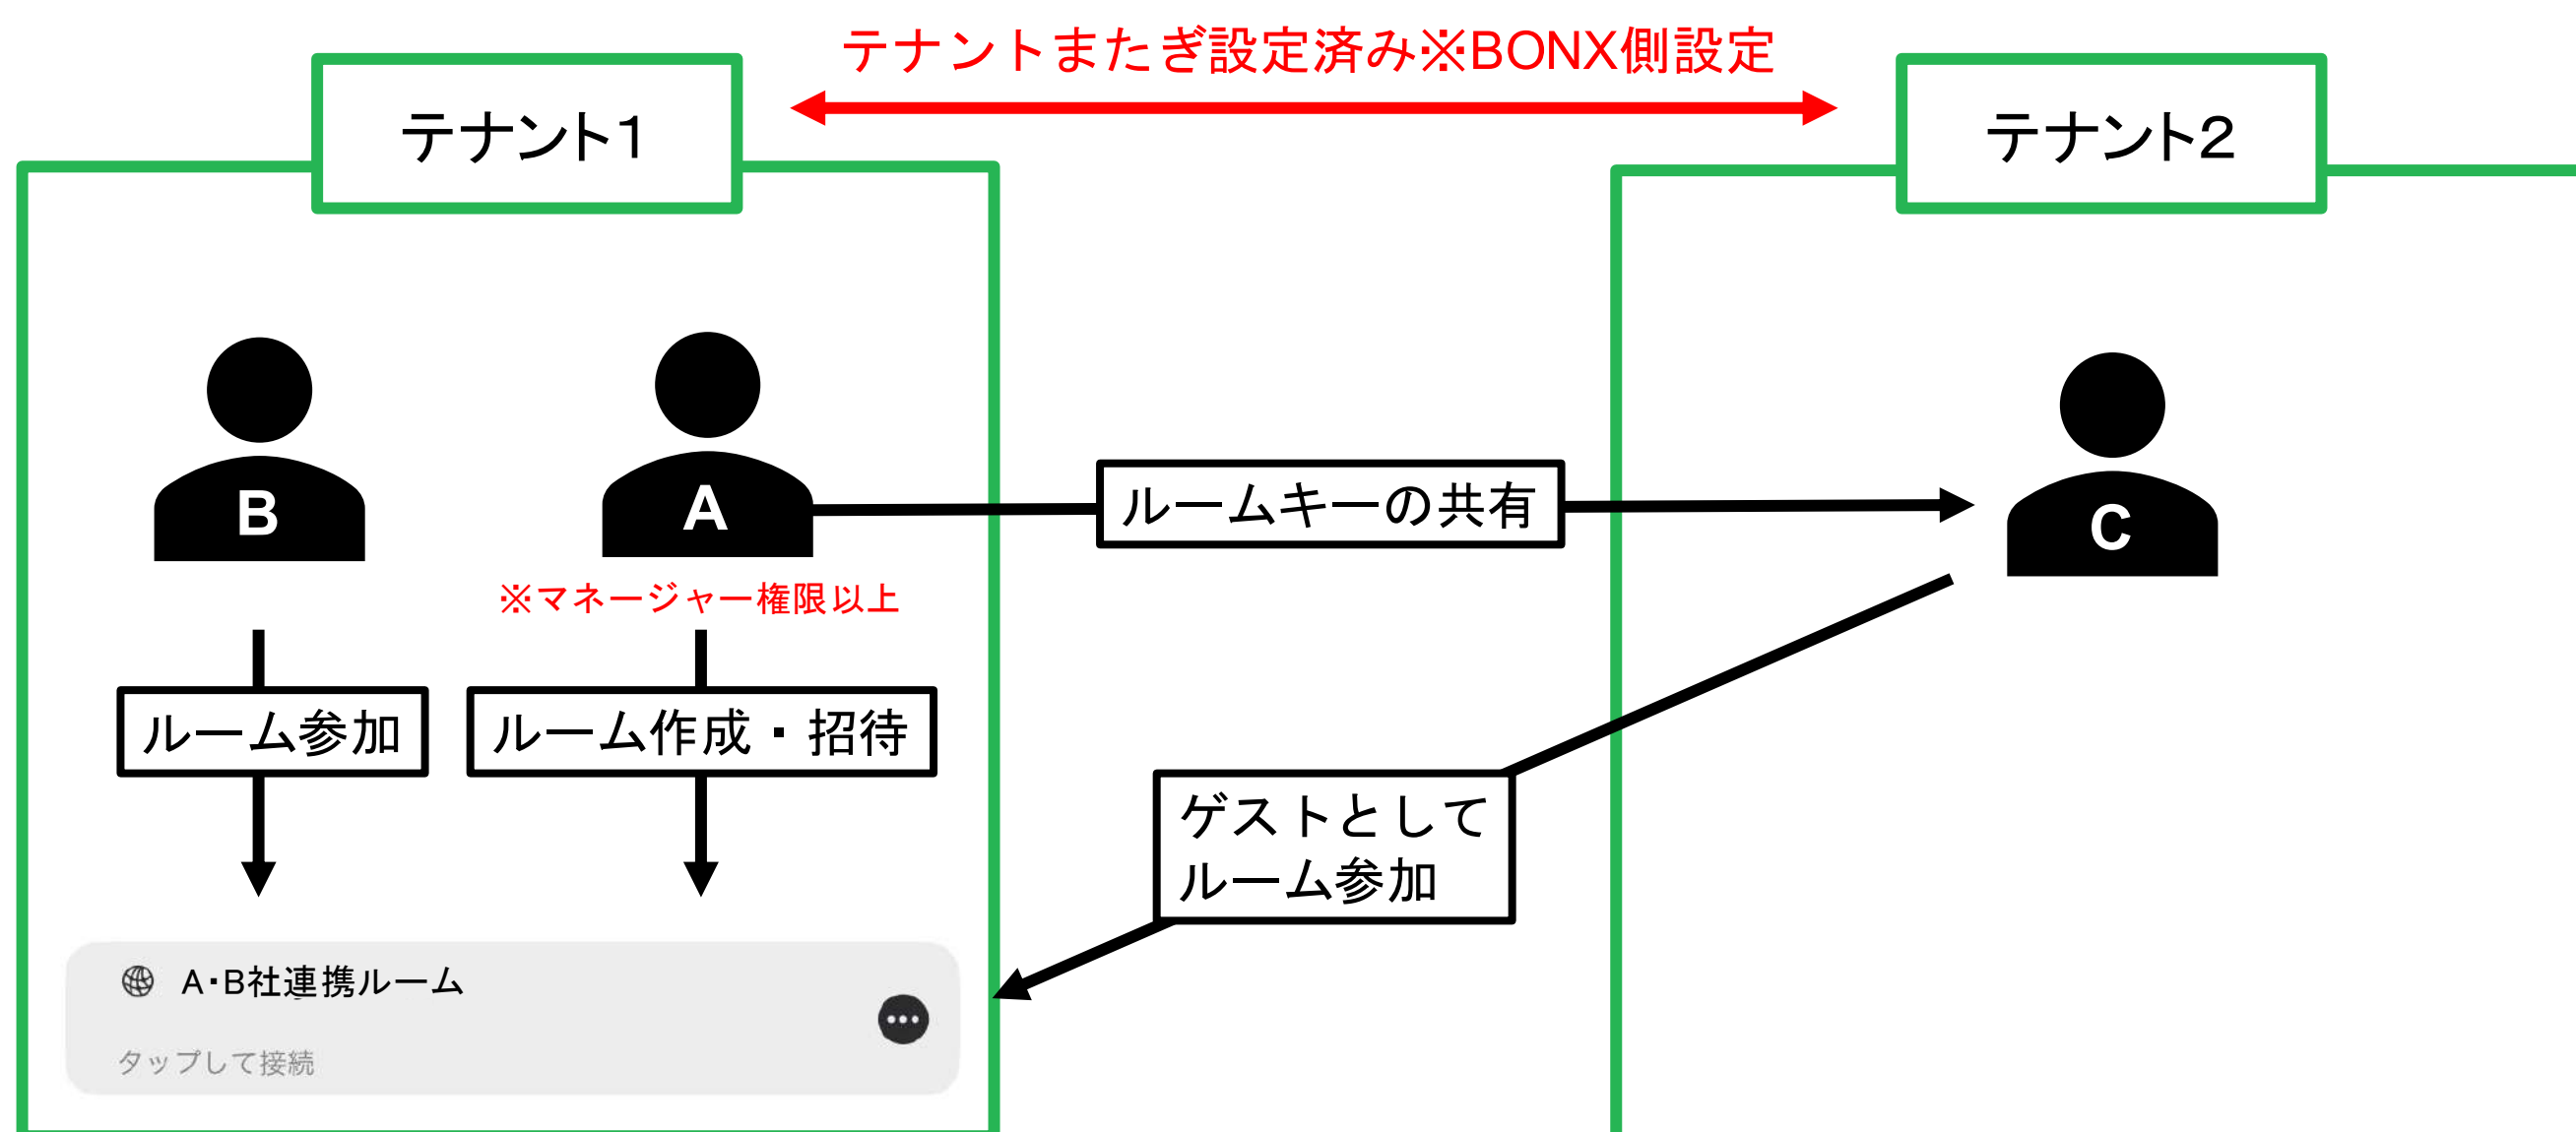 テナントまたぎ設定済み※BONX側設定
テナント1
テナント2
B
A
C
ルームキーの共有
※マネージャー権限以上
ルーム参加
ルーム作成・招待
ゲストとして
ルーム参加
A・B社連携ルーム
タップして接続